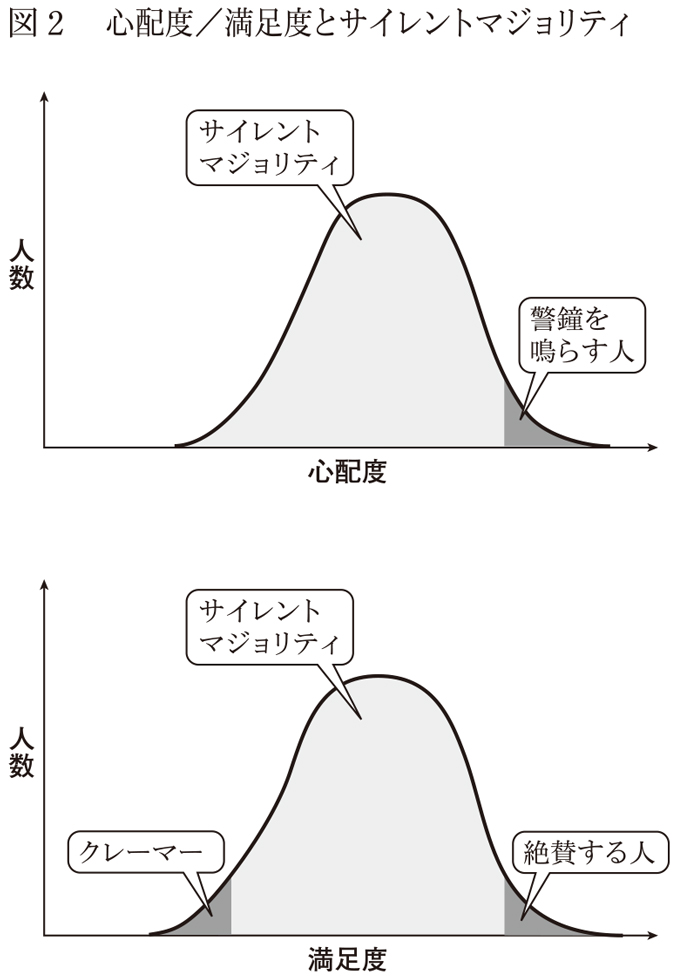 図2 心配度／満足度とサイレントマジョリティ
サイレント
マジョリティ
人数
警鐘を
鳴らす人
心配度
サイレント
マジョリティ
人数
クレーマー
絶賛する人
満足度